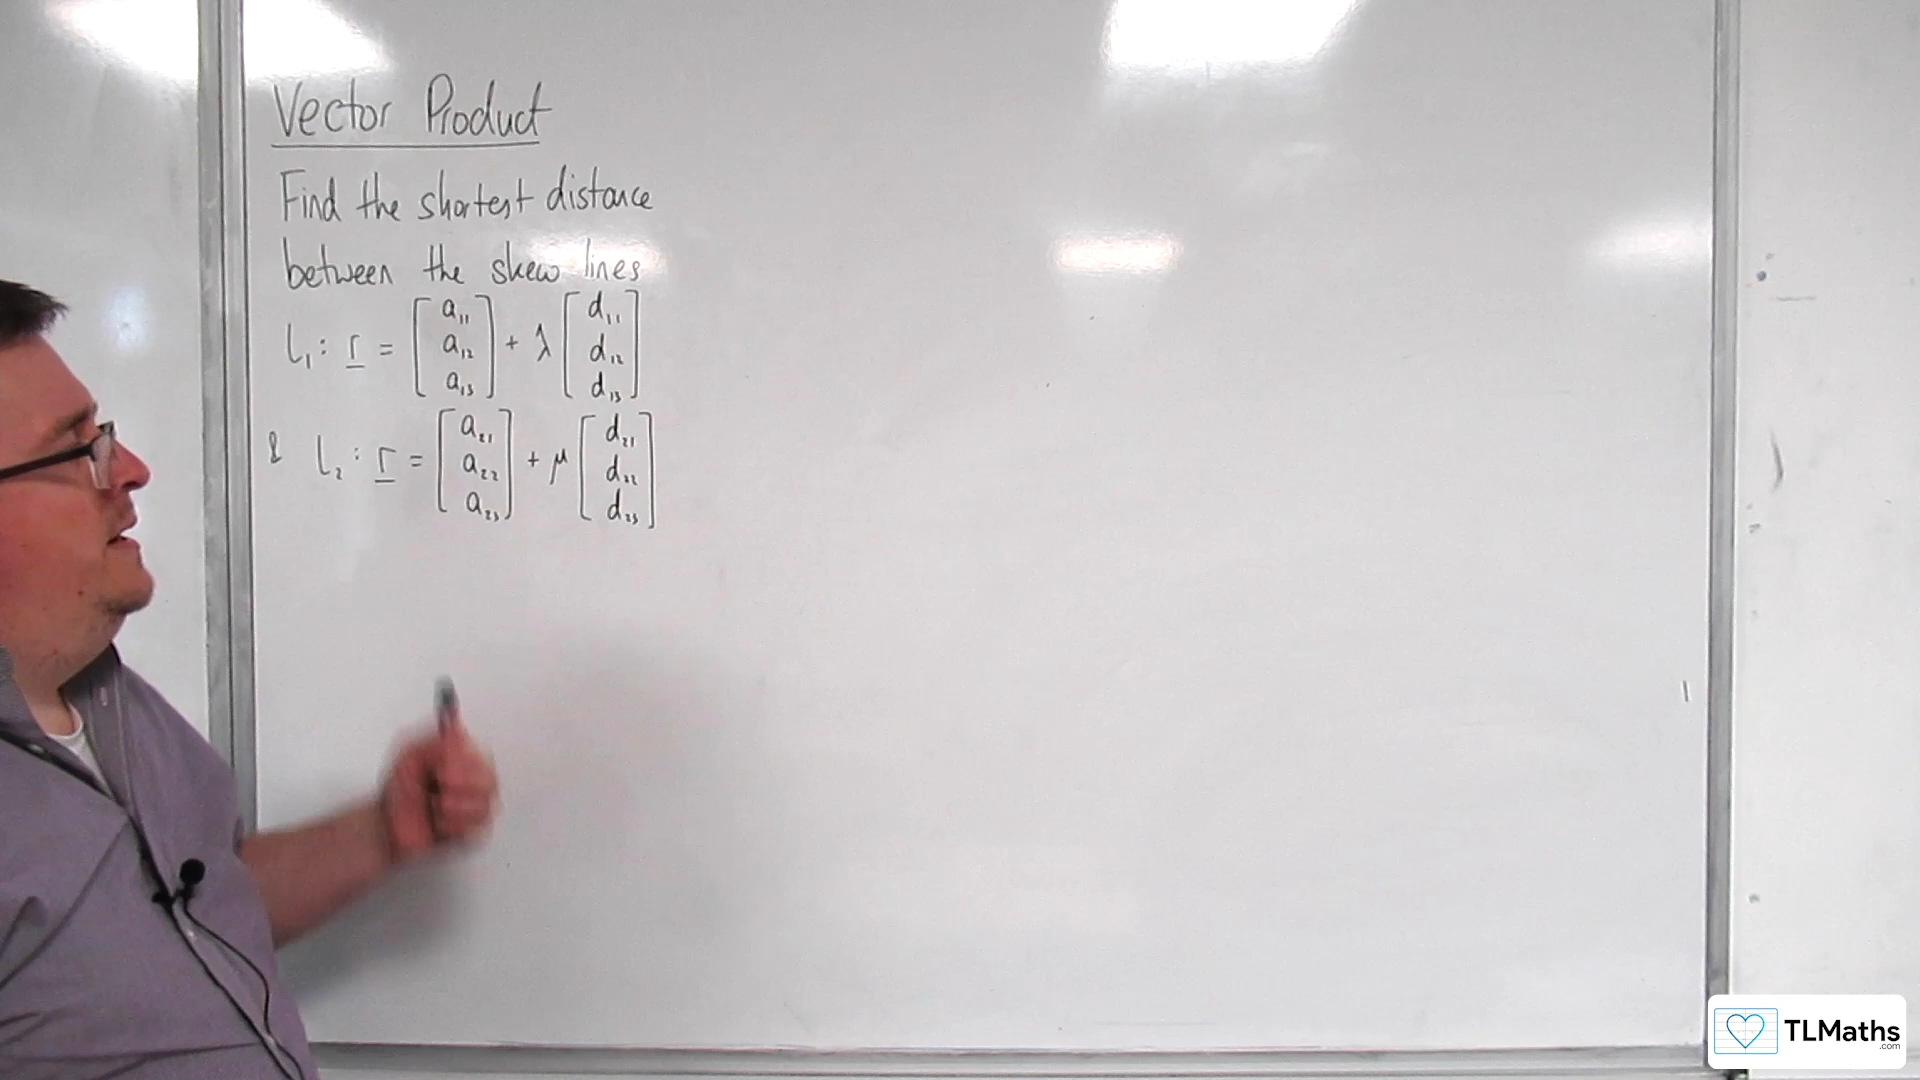 Vector Product
Find the shortest distance
between the skew lines
l₁: r = [a₁₁ a₁₂ a₁₃] + λ [d₁₁ d₁₂ d₁₃]
& l₂: r = [a₂₁ a₂₂ a₂₃] + μ [d₂₁ d₂₂ d₂₃]
TLMaths
.com